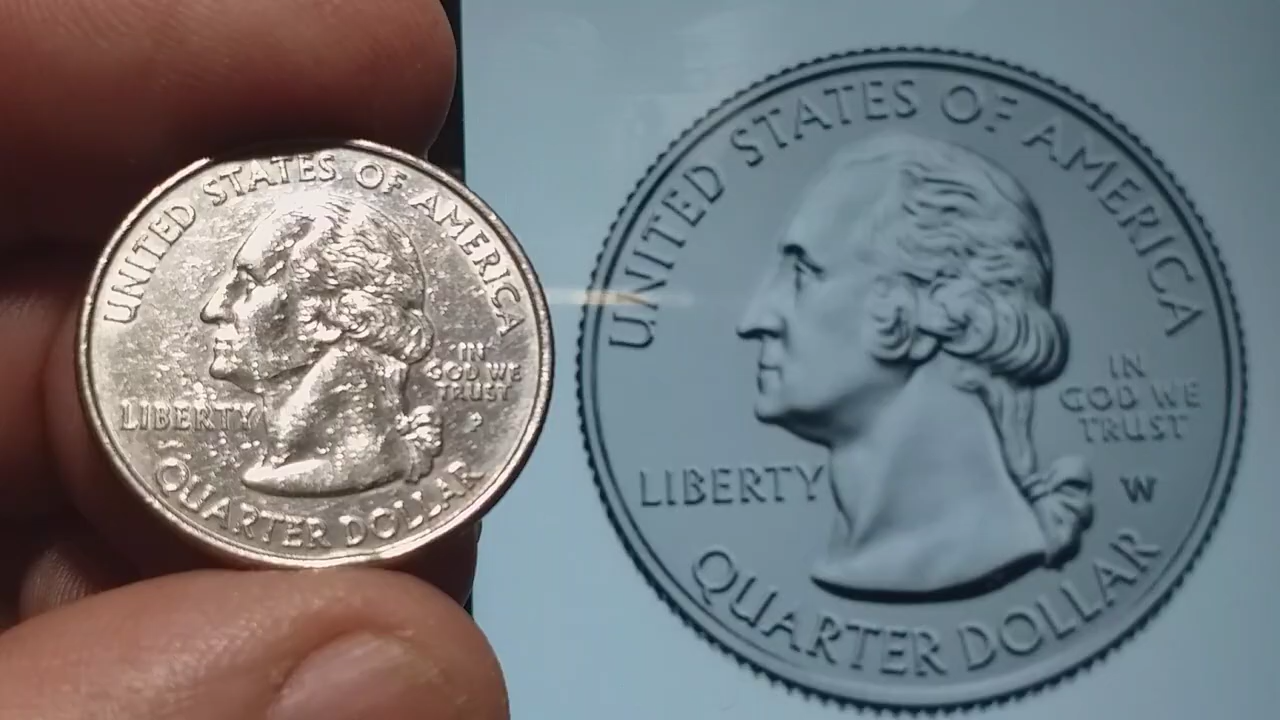 UNITED STATES OF AMERICA
LIBERTY
IN
GOD WE
TRUST
P
QUARTER DOLLAR
UNITED STATES OF AMERICA
LIBERTY
IN
GOD WE
TRUST
W
QUARTER DOLLAR